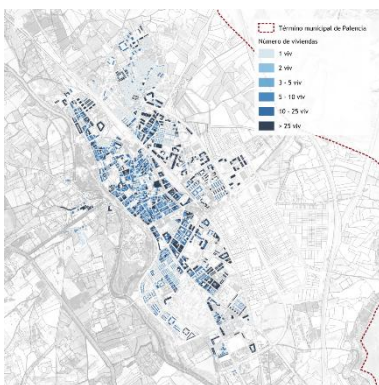 Término municipal de Palencia
Número de viviendas
1 viv
2 viv
3 - 5 viv
5 - 10 viv
10 - 25 viv
> 25 viv